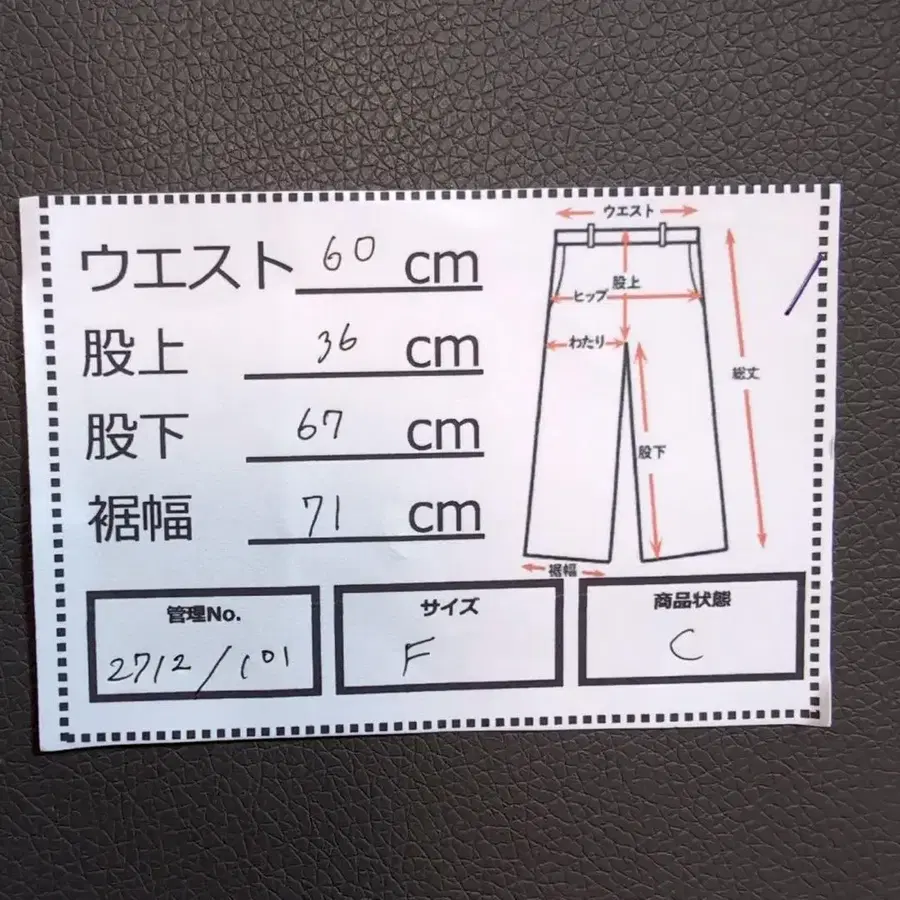 ウエスト 60 cm
股上 36 cm
股下 67 cm
裾幅 71 cm
ウエスト
股上
ヒップ
わたり
総丈
股下
裾幅
管理No.
2712/101
サイズ
F
商品状態
C